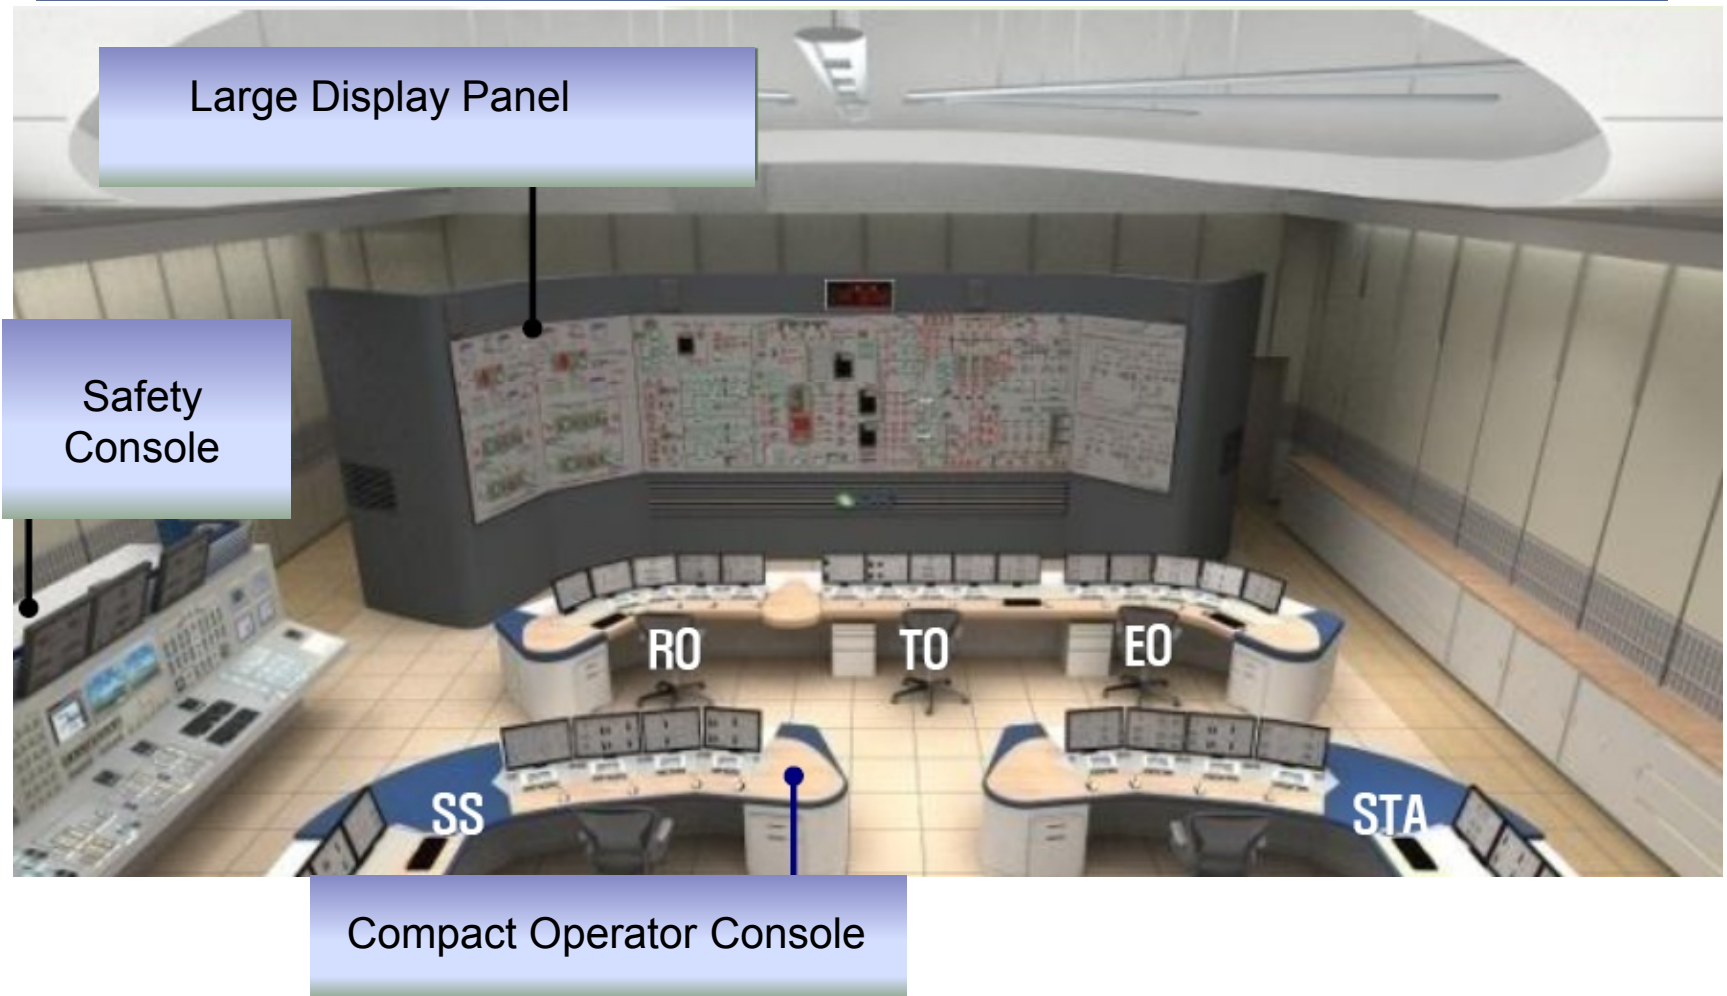 Large Display Panel
Safety
Console
RO
TO
EO
SS
STA
Compact Operator Console